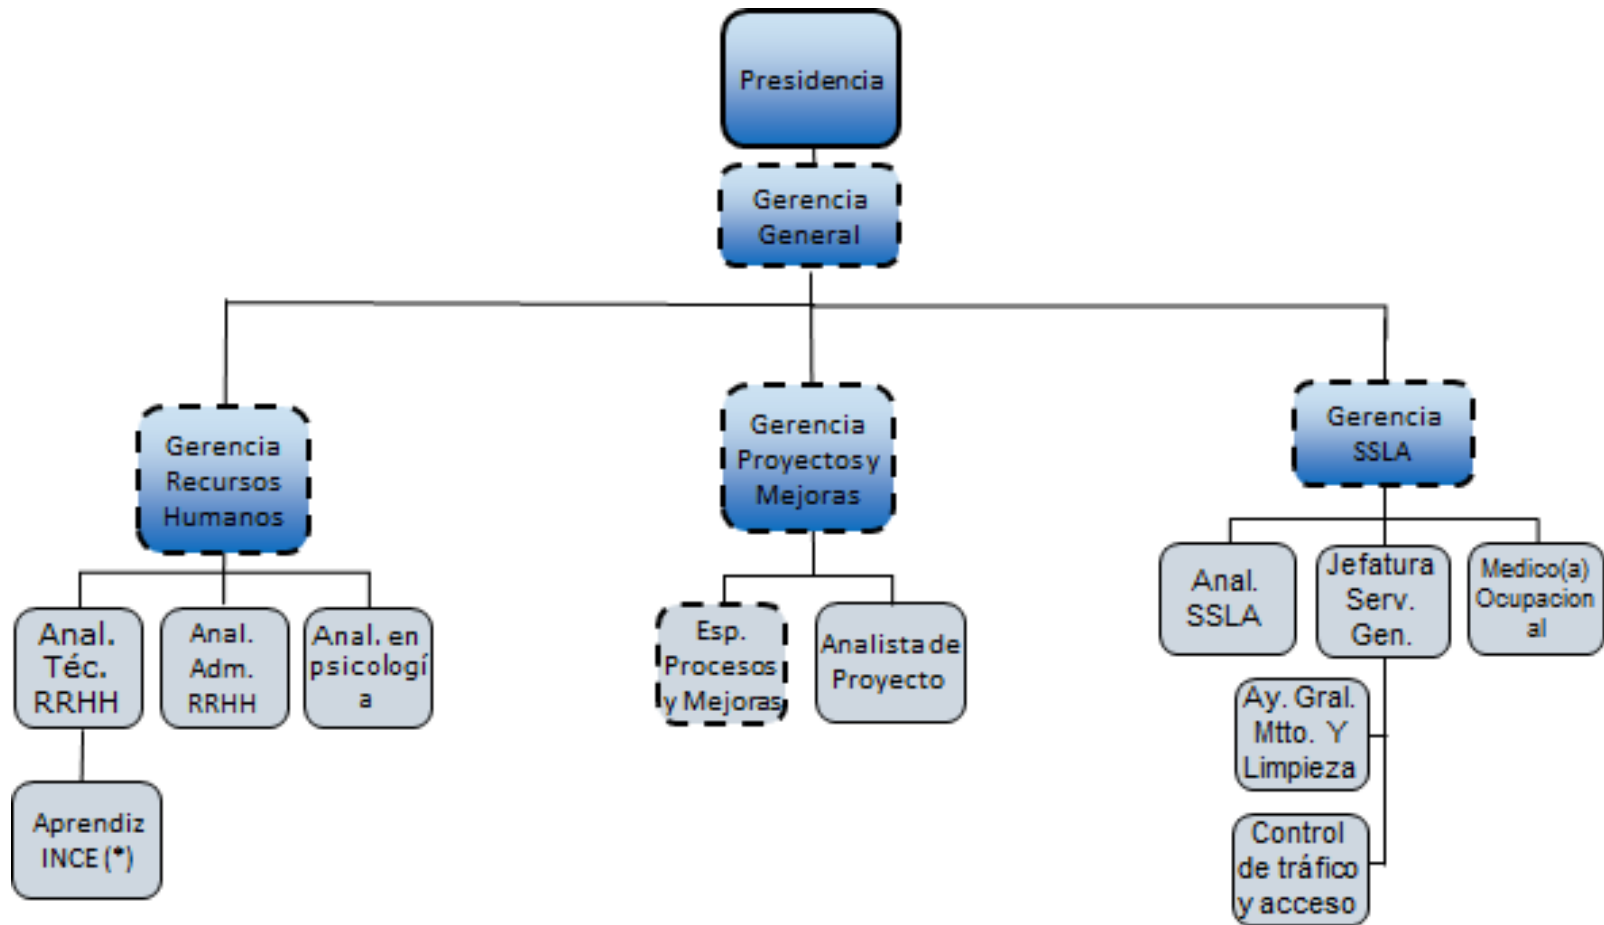 Presidencia
Gerencia
General
Gerencia
Recursos
Humanos
Gerencia
Proyectos y
Mejoras
Gerencia
SSLA
Anal.
Téc.
RRHH
Anal.
Adm.
RRHH
Anal. en
psicologí
a
Esp.
Procesos
y Mejoras
Analista de
Proyecto
Anal.
SSLA
Jefatura
Serv.
Gen.
Medico(a)
Ocupacion
al
Aprendiz
INCE (*)
Ay. Gral.
Mtto. Y
Limpieza
Control
de tráfico
y acceso